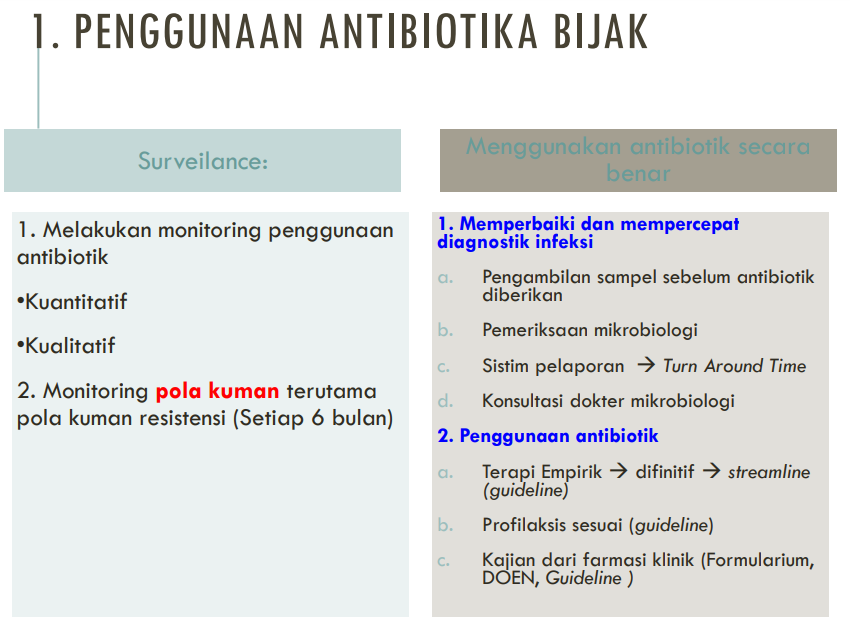 1. PENGGUNAAN ANTIBIOTIKA BIJAK
Surveilance:
1. Melakukan monitoring penggunaan
antibiotik
•Kuantitatif
•Kualitatif
2. Monitoring pola kuman terutama
pola kuman resistensi (Setiap 6 bulan)
Menggunakan antibiotik secara
benar
1. Memperbaiki dan mempercepat
diagnostik infeksi
a. Pengambilan sampel sebelum antibiotik
diberikan
b. Pemeriksaan mikrobiologi
c. Sistim pelaporan → Turn Around Time
d. Konsultasi dokter mikrobiologi
2. Penggunaan antibiotik
a. Terapi Empirik → difinitif → streamline
(guideline)
b. Profilaksis sesuai (guideline)
c. Kajian dari farmasi klinik (Formularium,
DOEN, Guideline )